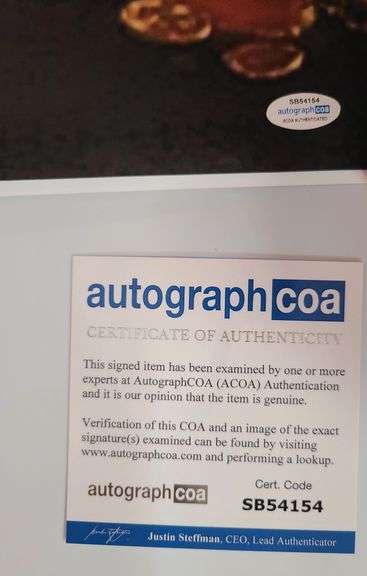 SB54154
autograph coa
ACOA AUTHENTICATED
autograph coa
CERTIFICATE OF AUTHENTICITY
This signed item has been examined by one or more
experts at AutographCOA (ACOA) Authentication
and it is our opinion that the item is genuine.
Verification of this COA and an image of the exact
signature(s) examined can be found by visiting
www.autographcoa.com and performing a lookup.
autograph coa
Cert. Code
SB54154
Justin Steffman, CEO, Lead Authenticator